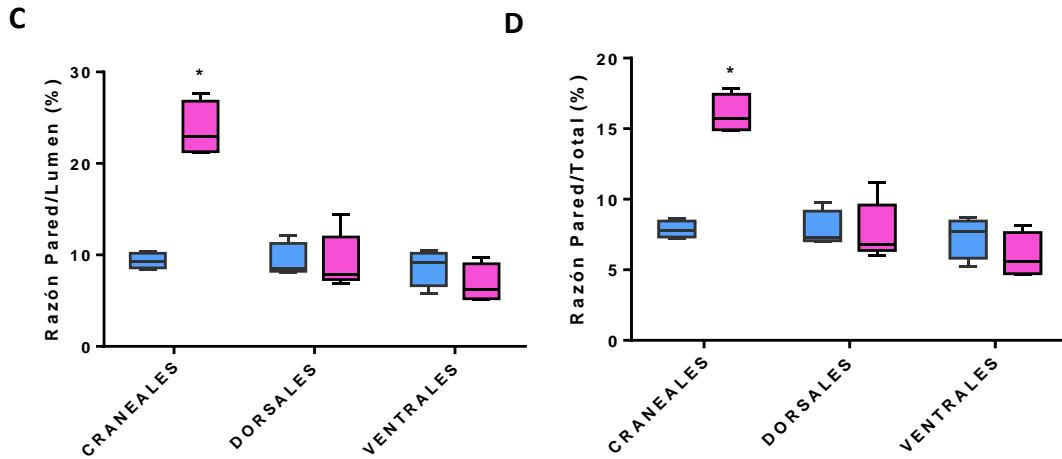 C
Razón Pared/Lumen (%)
30
20
10
0
*
CRANEALES
DORSALES
VENTRALES
D
Razón Pared/Total (%)
20
15
10
5
0
*
CRANEALES
DORSALES
VENTRALES